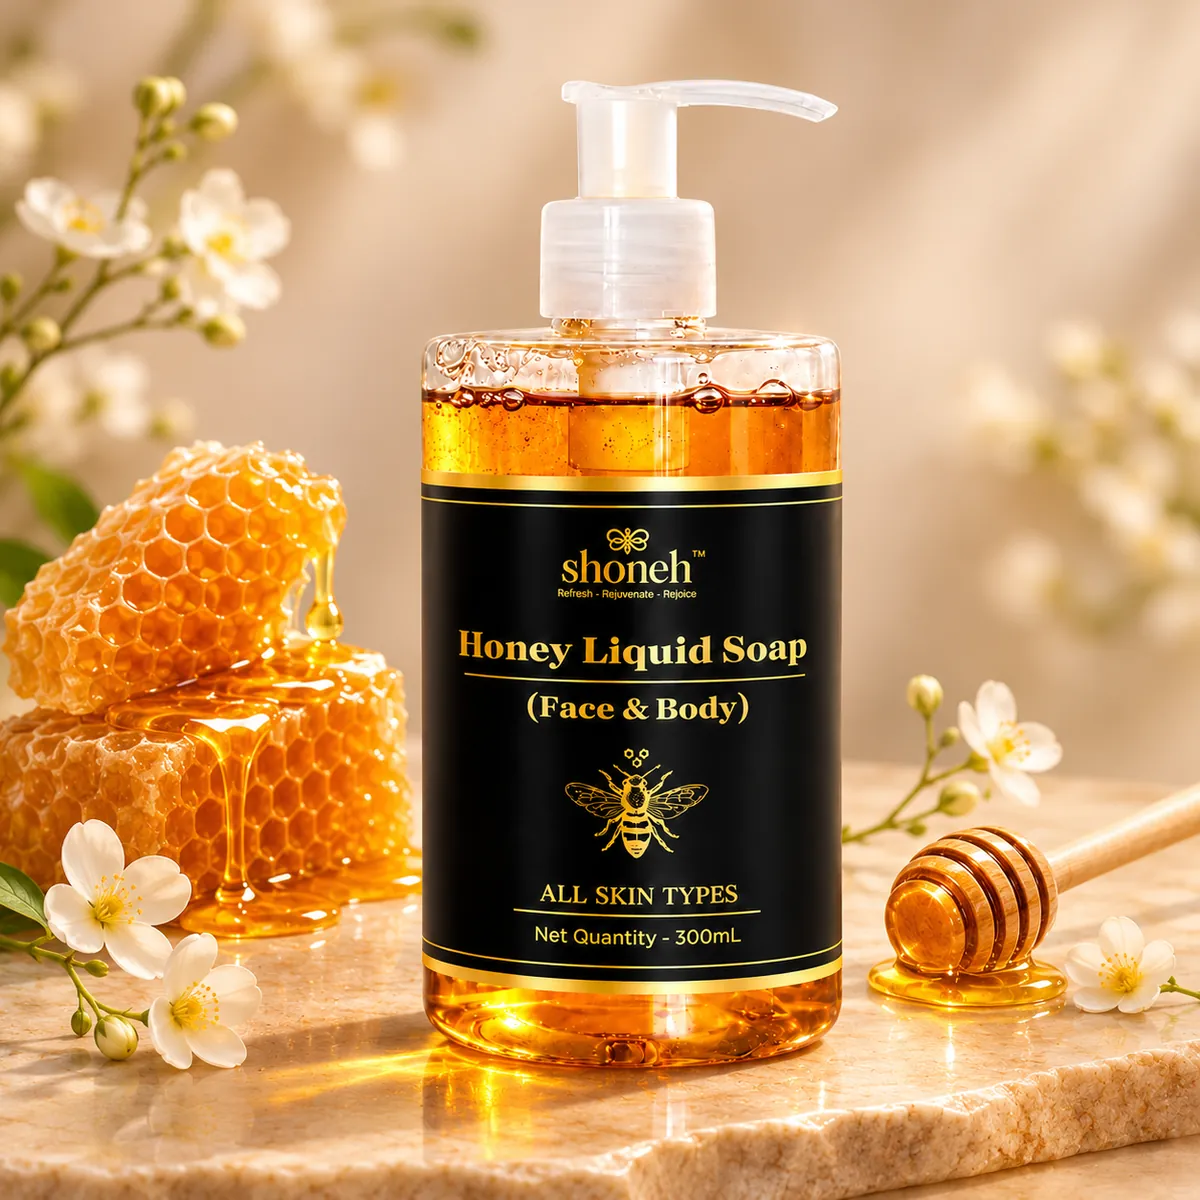 shoneh™
Refresh - Rejuvenate - Rejoice
Honey Liquid Soap
(Face & Body)
ALL SKIN TYPES
Net Quantity - 300mL